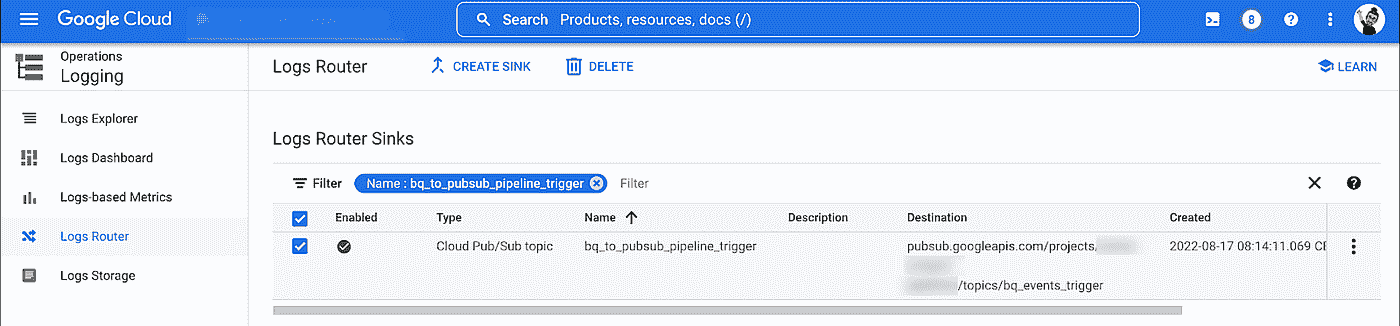 Google Cloud
Search Products, resources, docs (/)
8
Operations
Logging
Logs Explorer
Logs Dashboard
Logs-based Metrics
Logs Router
Logs Storage
Logs Router
CREATE SINK
DELETE
LEARN
Logs Router Sinks
Filter Name : bq_to_pubsub_pipeline_trigger Filter
Enabled Type Name Description Destination Created
Cloud Pub/Sub topic bq_to_pubsub_pipeline_trigger pubsub.googleapis.com/projects/ 2022-08-17 08:14:11.069
/topics/bq_events_trigger